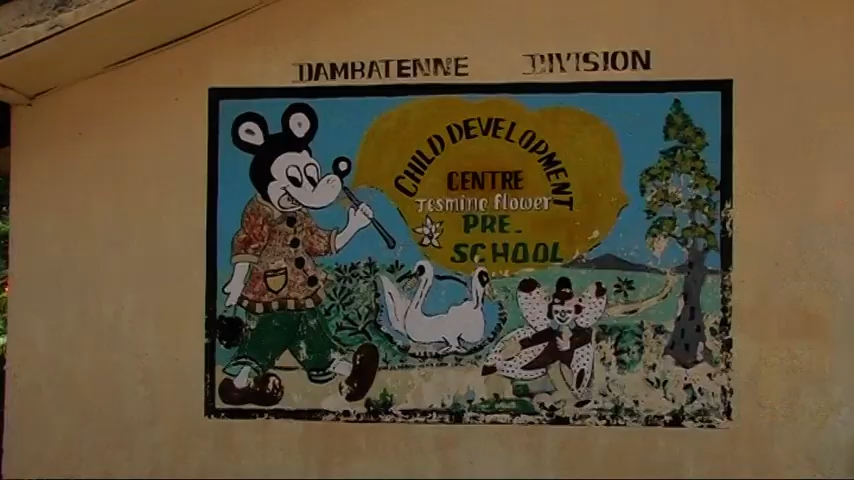 DAMBATENNE DIVISION
CHILD DEVELOPMENT
CENTRE
Jesmine flower
PRE-
SCHOOL